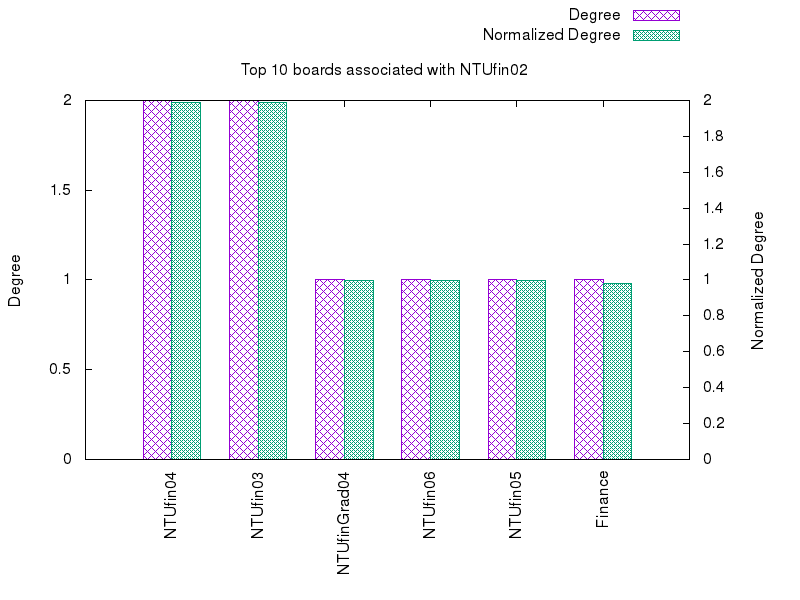 Degree
Normalized Degree
Top 10 boards associated with NTUfin02
2
1.5
1
0.5
0
Degree
2
1.8
1.6
1.4
1.2
1
0.8
0.6
0.4
0.2
0
Normalized Degree
NTUfin04
NTUfin03
NTUfinGrad04
NTUfin06
NTUfin05
Finance